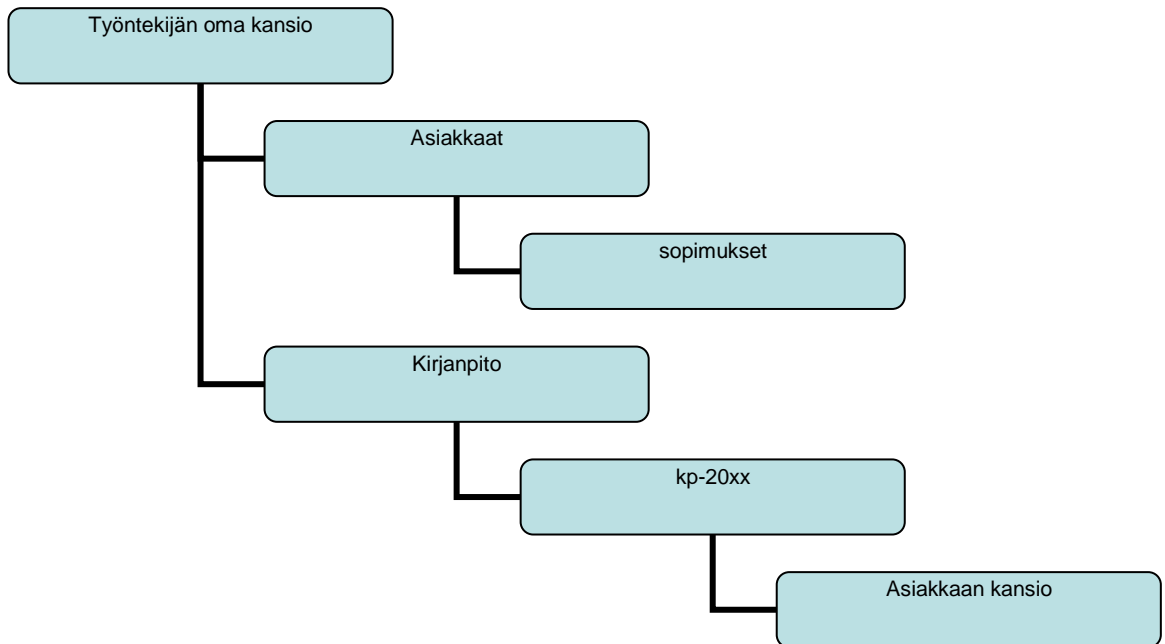 Työntekijän oma kansio
Asiakkaat
sopimukset
Kirjanpito
kp-20xx
Asiakkaan kansio